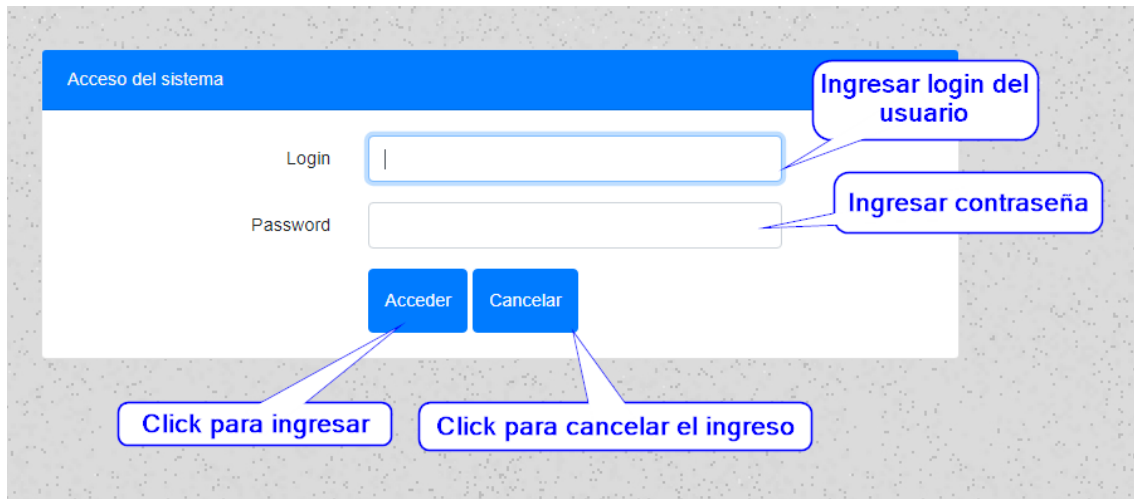 Acceso del sistema
Ingresar login del
usuario
Login
Ingresar contraseña
Password
Acceder
Cancelar
Click para ingresar
Click para cancelar el ingreso